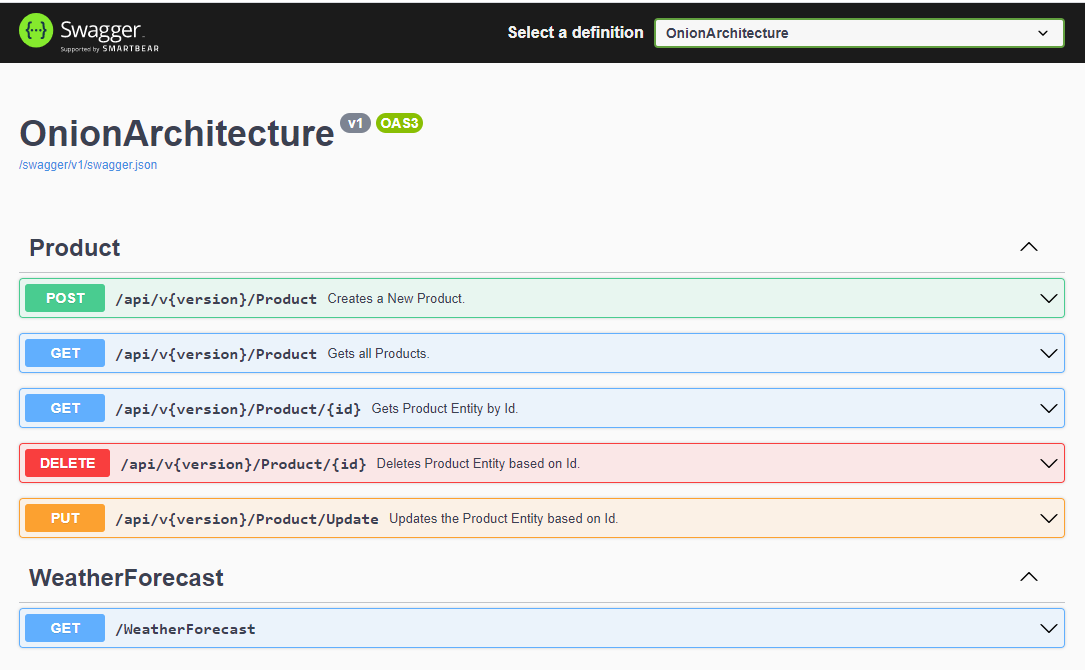 {···} Swagger
Supported by SMARTBEAR
Select a definition OnionArchitecture
OnionArchitecture v1 OAS3
/swagger/v1/swagger.json
Product
POST /api/v{version}/Product Creates a New Product.
GET /api/v{version}/Product Gets all Products.
GET /api/v{version}/Product/{id} Gets Product Entity by Id.
DELETE /api/v{version}/Product/{id} Deletes Product Entity based on Id.
PUT /api/v{version}/Product/Update Updates the Product Entity based on Id.
WeatherForecast
GET /WeatherForecast